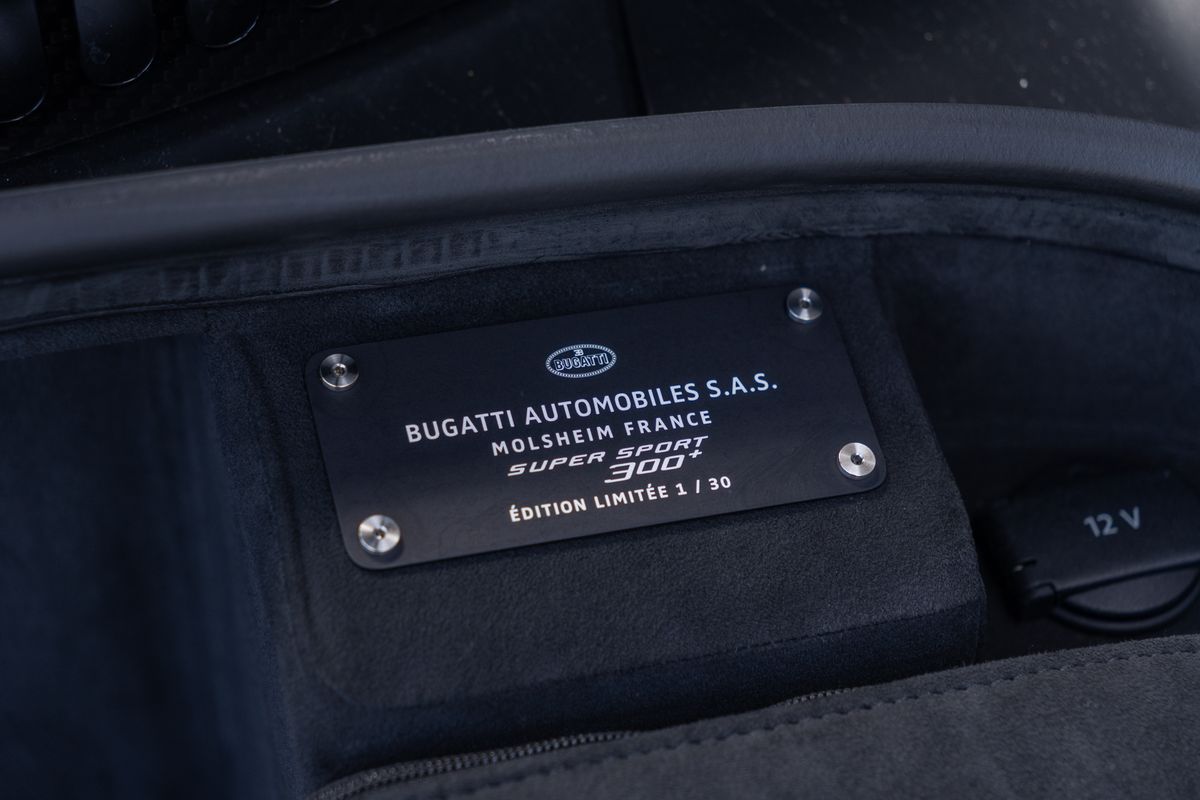 BUGATTI
BUGATTI AUTOMOBILES S.A.S.
MOLSHEIM FRANCE
SUPER SPORT
300+
ÉDITION LIMITÉE 1 / 30
12 V